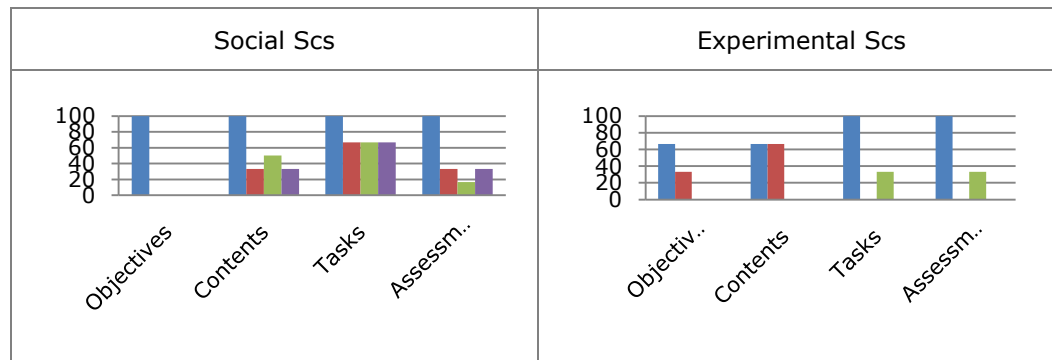 Social Scs
Experimental Scs
100
80
60
40
20
0
Objectives
Contents
Tasks
Assessm..
100
80
60
40
20
0
Objectiv..
Contents
Tasks
Assessm..